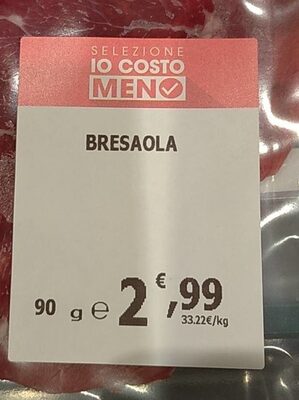 SELEZIONE
IO COSTO
MENO
BRESAOLA
90 g ℮ 2€,99
33.22€/kg